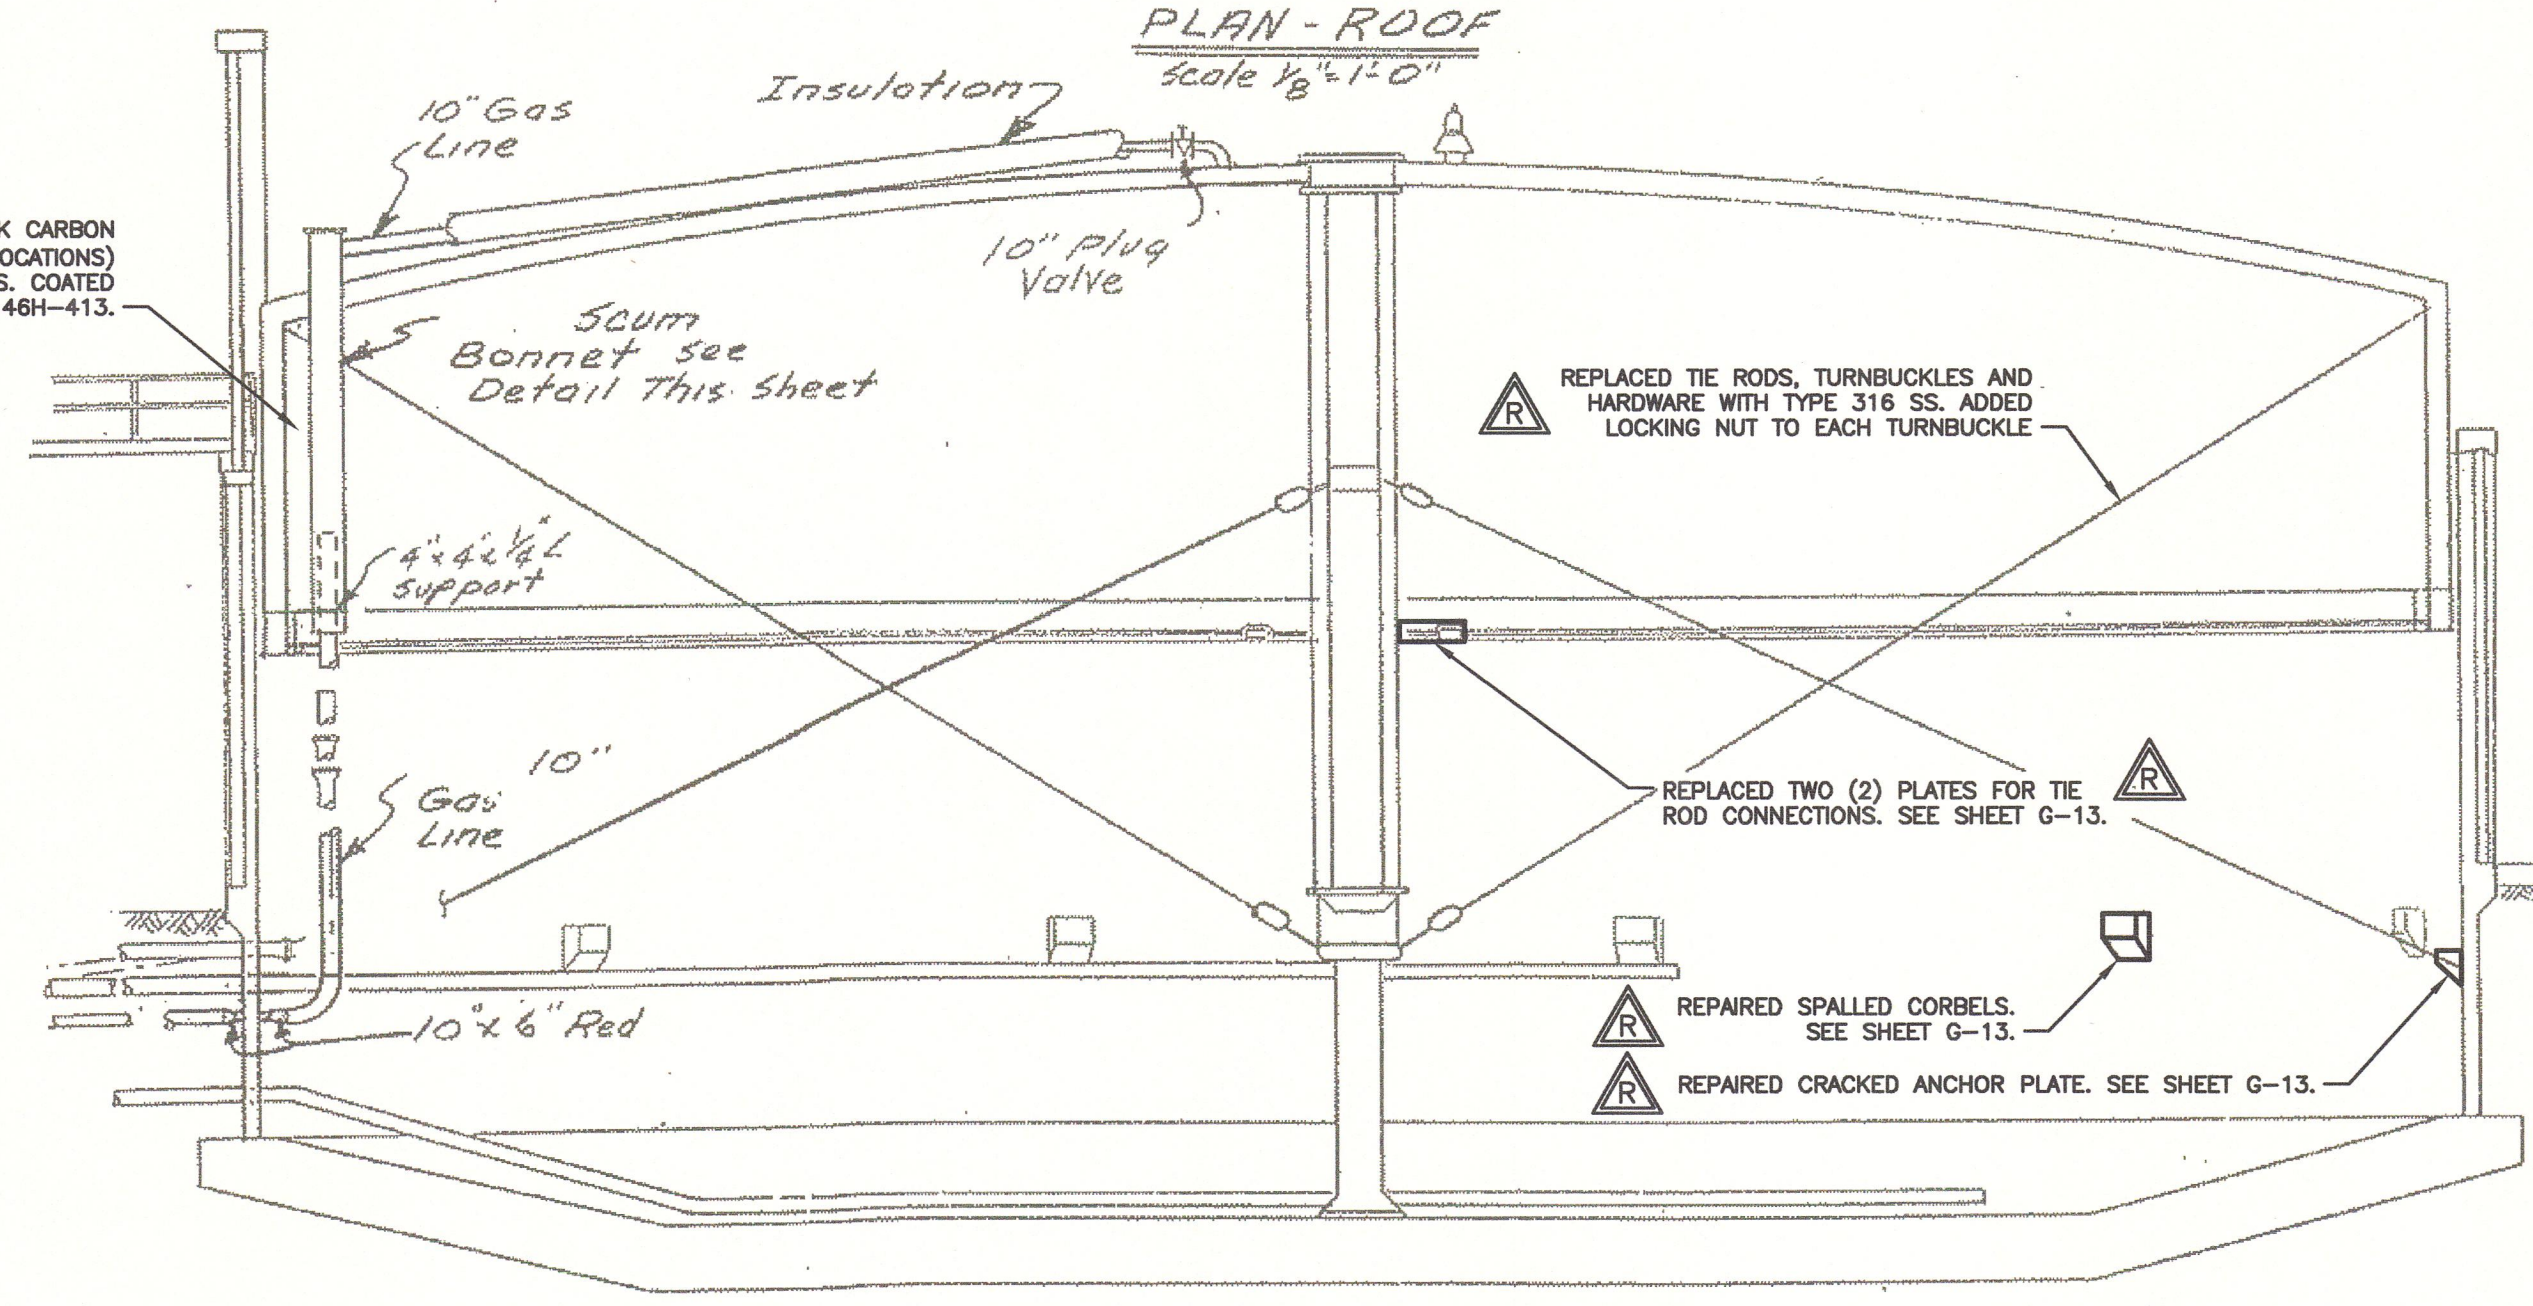 PLAN - ROOF
Scale 1/8"=1'-0"
Insulation
10" Gas
Line
K CARBON
OCATIONS)
S. COATED
46H-413.
10" Plug
Valve
Scum
Bonnet see
Detail This Sheet
R
REPLACED TIE RODS, TURNBUCKLES AND
HARDWARE WITH TYPE 316 SS. ADDED
LOCKING NUT TO EACH TURNBUCKLE
4"x4"x1/4" L
support
10"
Gas
Line
REPLACED TWO (2) PLATES FOR TIE
ROD CONNECTIONS. SEE SHEET G-13.
R
10"x6" Red
R
REPAIRED SPALLED CORBELS.
SEE SHEET G-13.
R
REPAIRED CRACKED ANCHOR PLATE. SEE SHEET G-13.